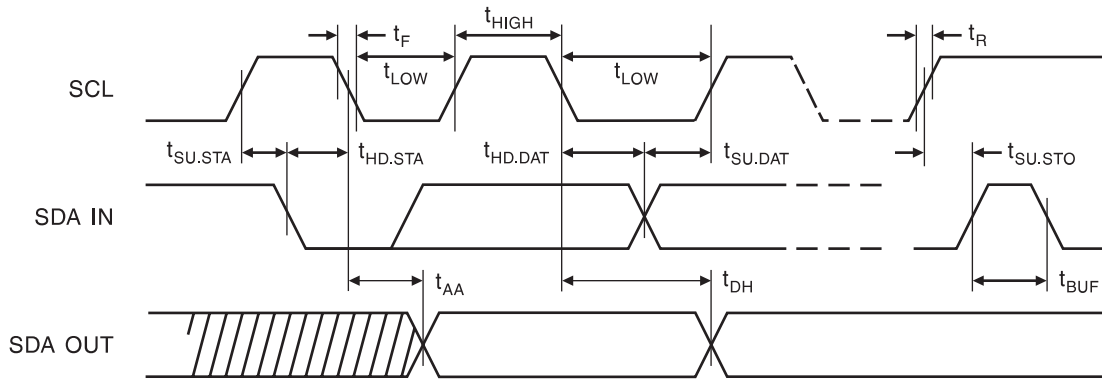 t_HIGH
t_F
t_R
t_LOW
t_LOW
SCL
t_SU.STA
t_HD.STA
t_HD.DAT
t_SU.DAT
t_SU.STO
SDA IN
t_AA
t_DH
t_BUF
SDA OUT